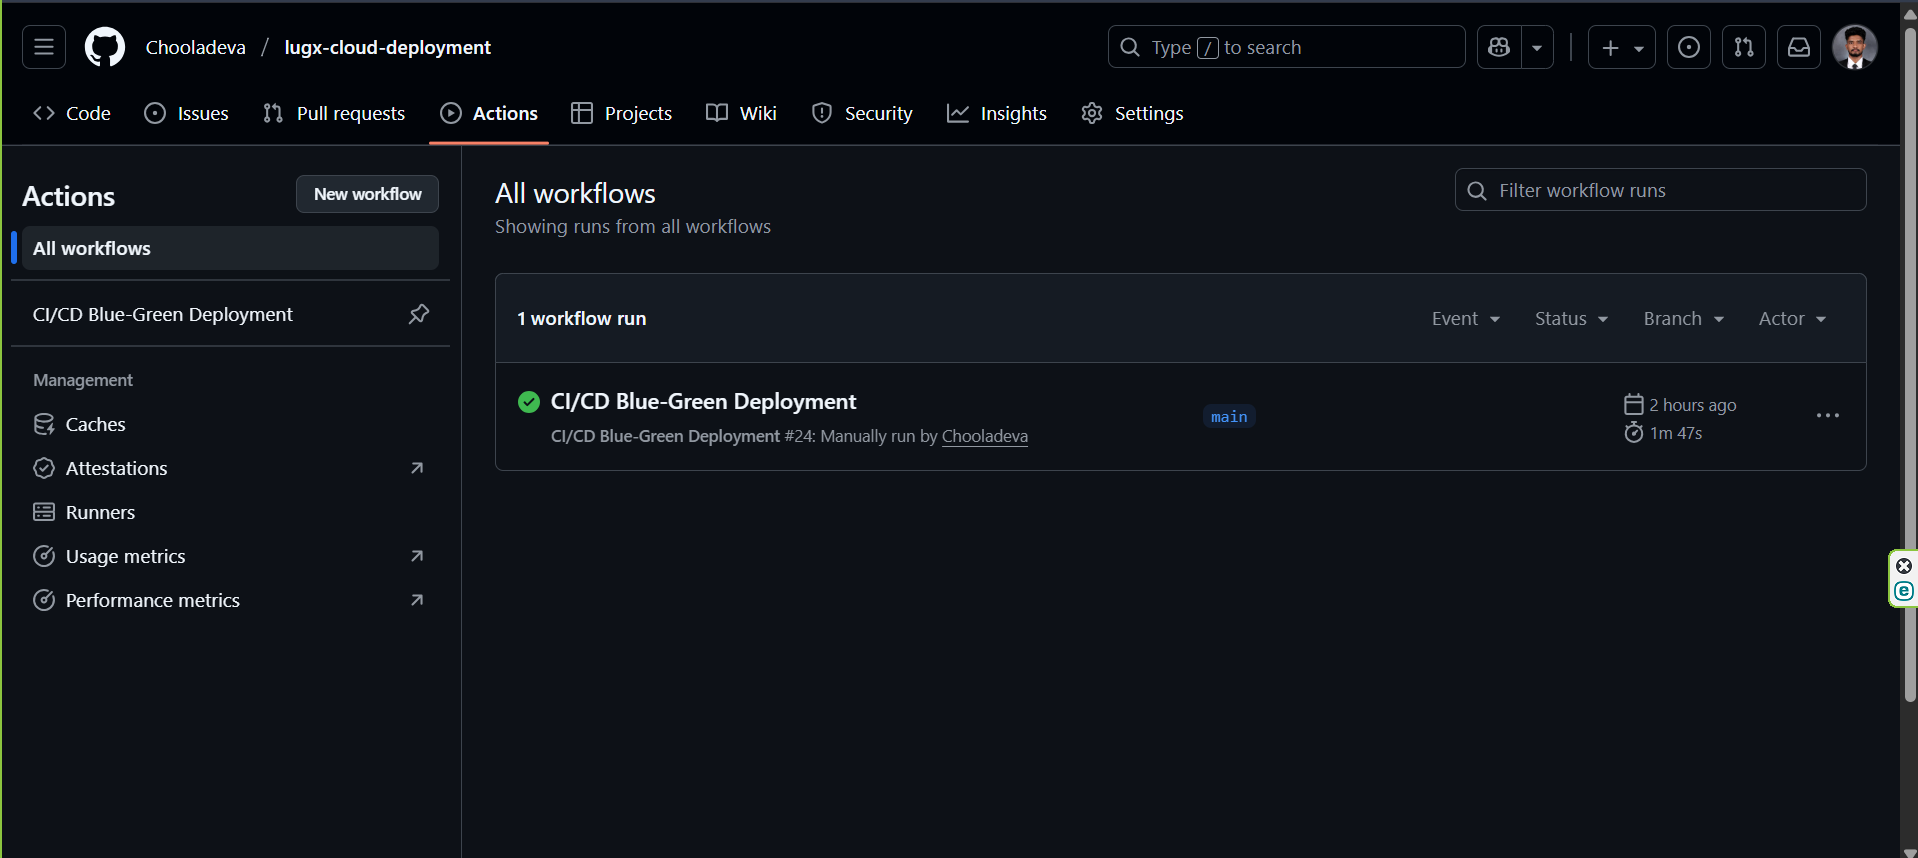 Chooladeva / lugx-cloud-deployment
Type / to search
Code
Issues
Pull requests
Actions
Projects
Wiki
Security
Insights
Settings
Actions
New workflow
All workflows
CI/CD Blue-Green Deployment
Management
Caches
Attestations
Runners
Usage metrics
Performance metrics
All workflows
Showing runs from all workflows
Filter workflow runs
1 workflow run
Event
Status
Branch
Actor
CI/CD Blue-Green Deployment
CI/CD Blue-Green Deployment #24: Manually run by Chooladeva
main
2 hours ago
1m 47s